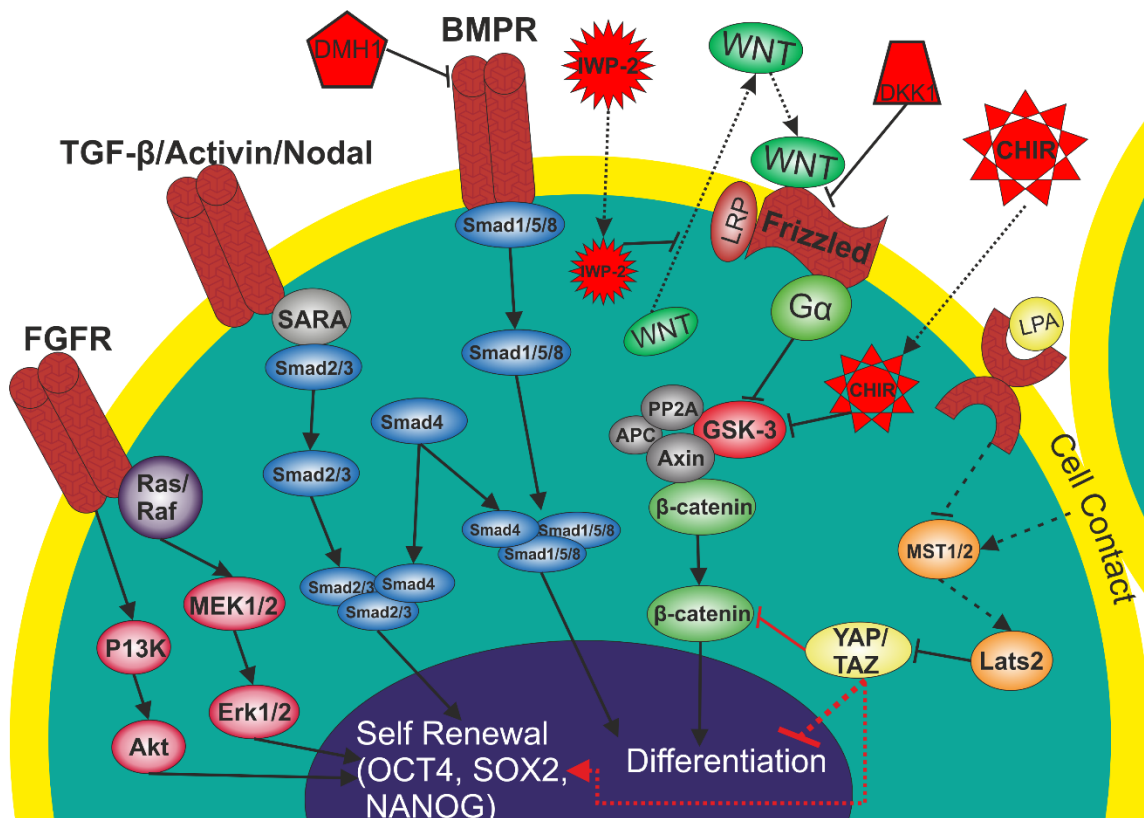 BMPR
DMH1
IWP-2
WNT
DKK1
CHIR
TGF-β/Activin/Nodal
WNT
LRP
Frizzled
Smad1/5/8
IWP-2
WNT
Gα
LPA
SARA
FGFR
Smad2/3
Smad1/5/8
CHIR
Smad4
PP2A
APC
GSK-3
Axin
Cell Contact
Ras/
Raf
Smad2/3
β-catenin
Smad4
Smad1/5/8
Smad1/5/8
MST1/2
Smad2/3
Smad4
Smad2/3
MEK1/2
β-catenin
P13K
YAP/
TAZ
Lats2
Erk1/2
Akt
Self Renewal
(OCT4, SOX2,
NANOG)
Differentiation